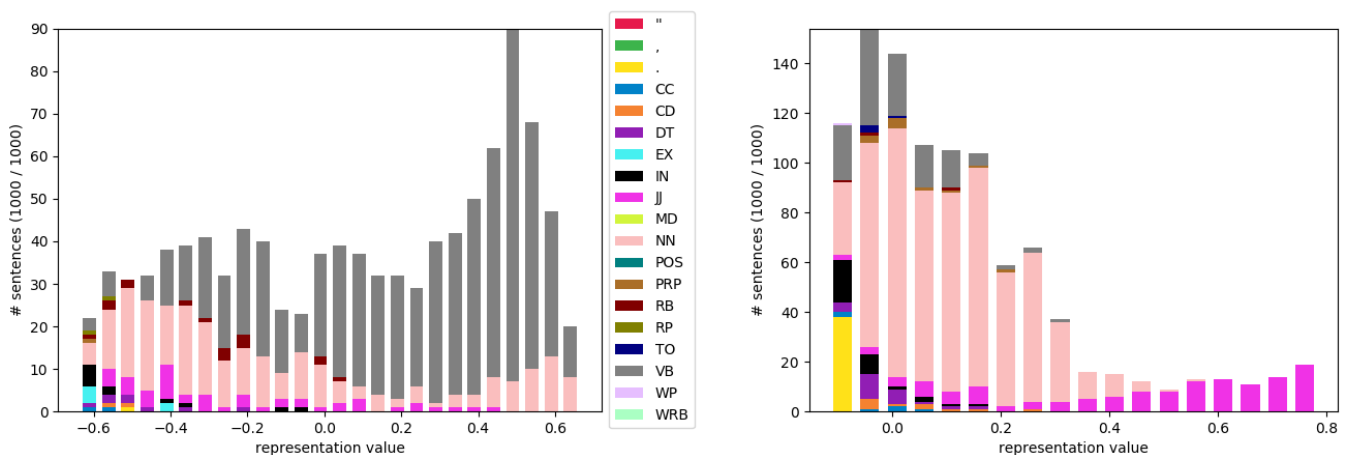 90
80
70
60
50
40
30
20
10
0
# sentences (1000 / 1000)
−0.6 −0.4 −0.2 0.0 0.2 0.4 0.6
representation value
"
,
.
CC
CD
DT
EX
IN
JJ
MD
NN
POS
PRP
RB
RP
TO
VB
WP
WRB
140
120
100
80
60
40
20
0
# sentences (1000 / 1000)
0.0 0.2 0.4 0.6 0.8
representation value